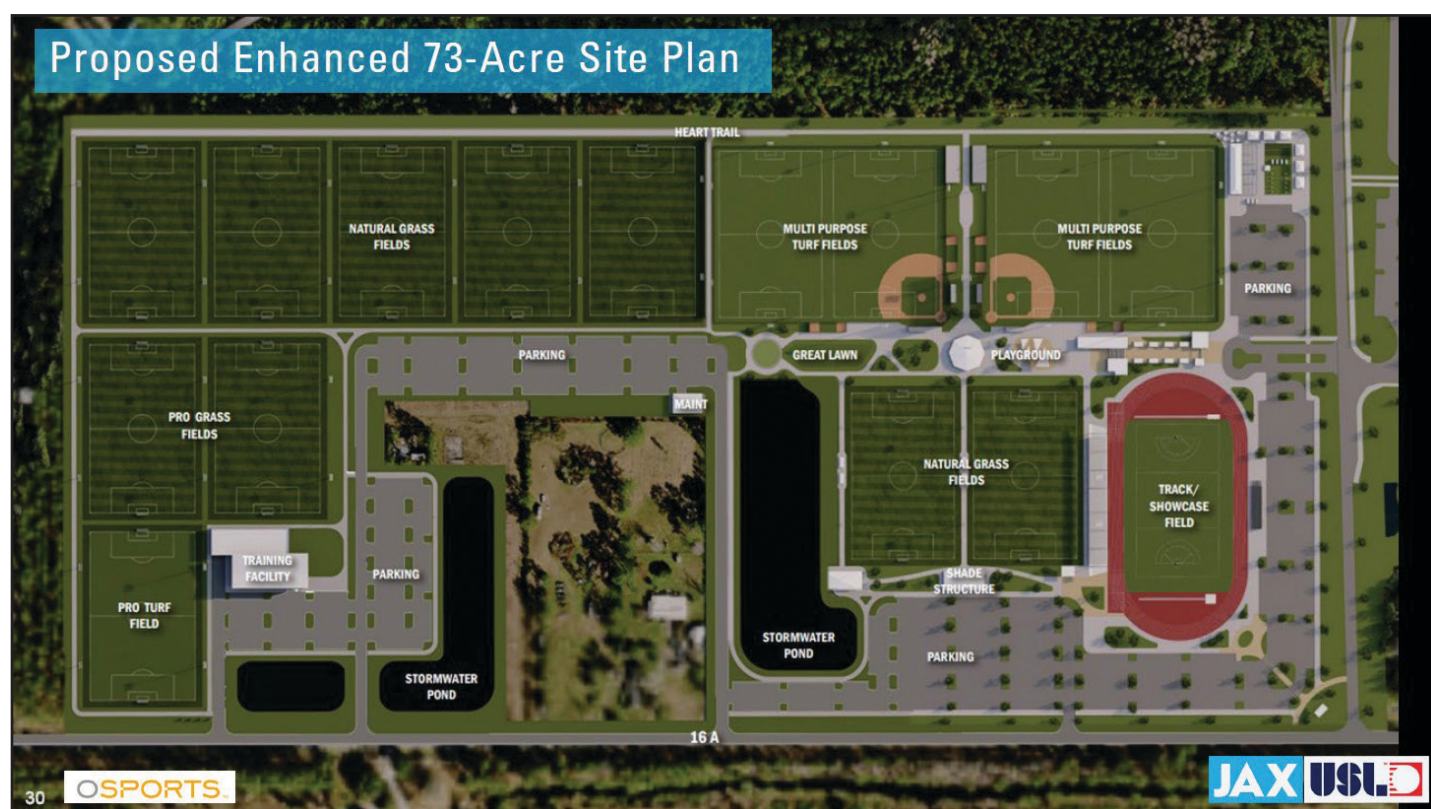 Proposed Enhanced 73-Acre Site Plan
HEART TRAIL
NATURAL GRASS
FIELDS
MULTI PURPOSE
TURF FIELDS
MULTI PURPOSE
TURF FIELDS
PARKING
PARKING
GREAT LAWN
PLAYGROUND
MAINT
PRO GRASS
FIELDS
NATURAL GRASS
FIELDS
TRACK/
SHOWCASE
FIELD
TRAINING
FACILITY
PARKING
SHADE
STRUCTURE
PRO TURF
FIELD
STORMWATER
POND
PARKING
STORMWATER
POND
16 A
30
OSPORTS
JAX USL